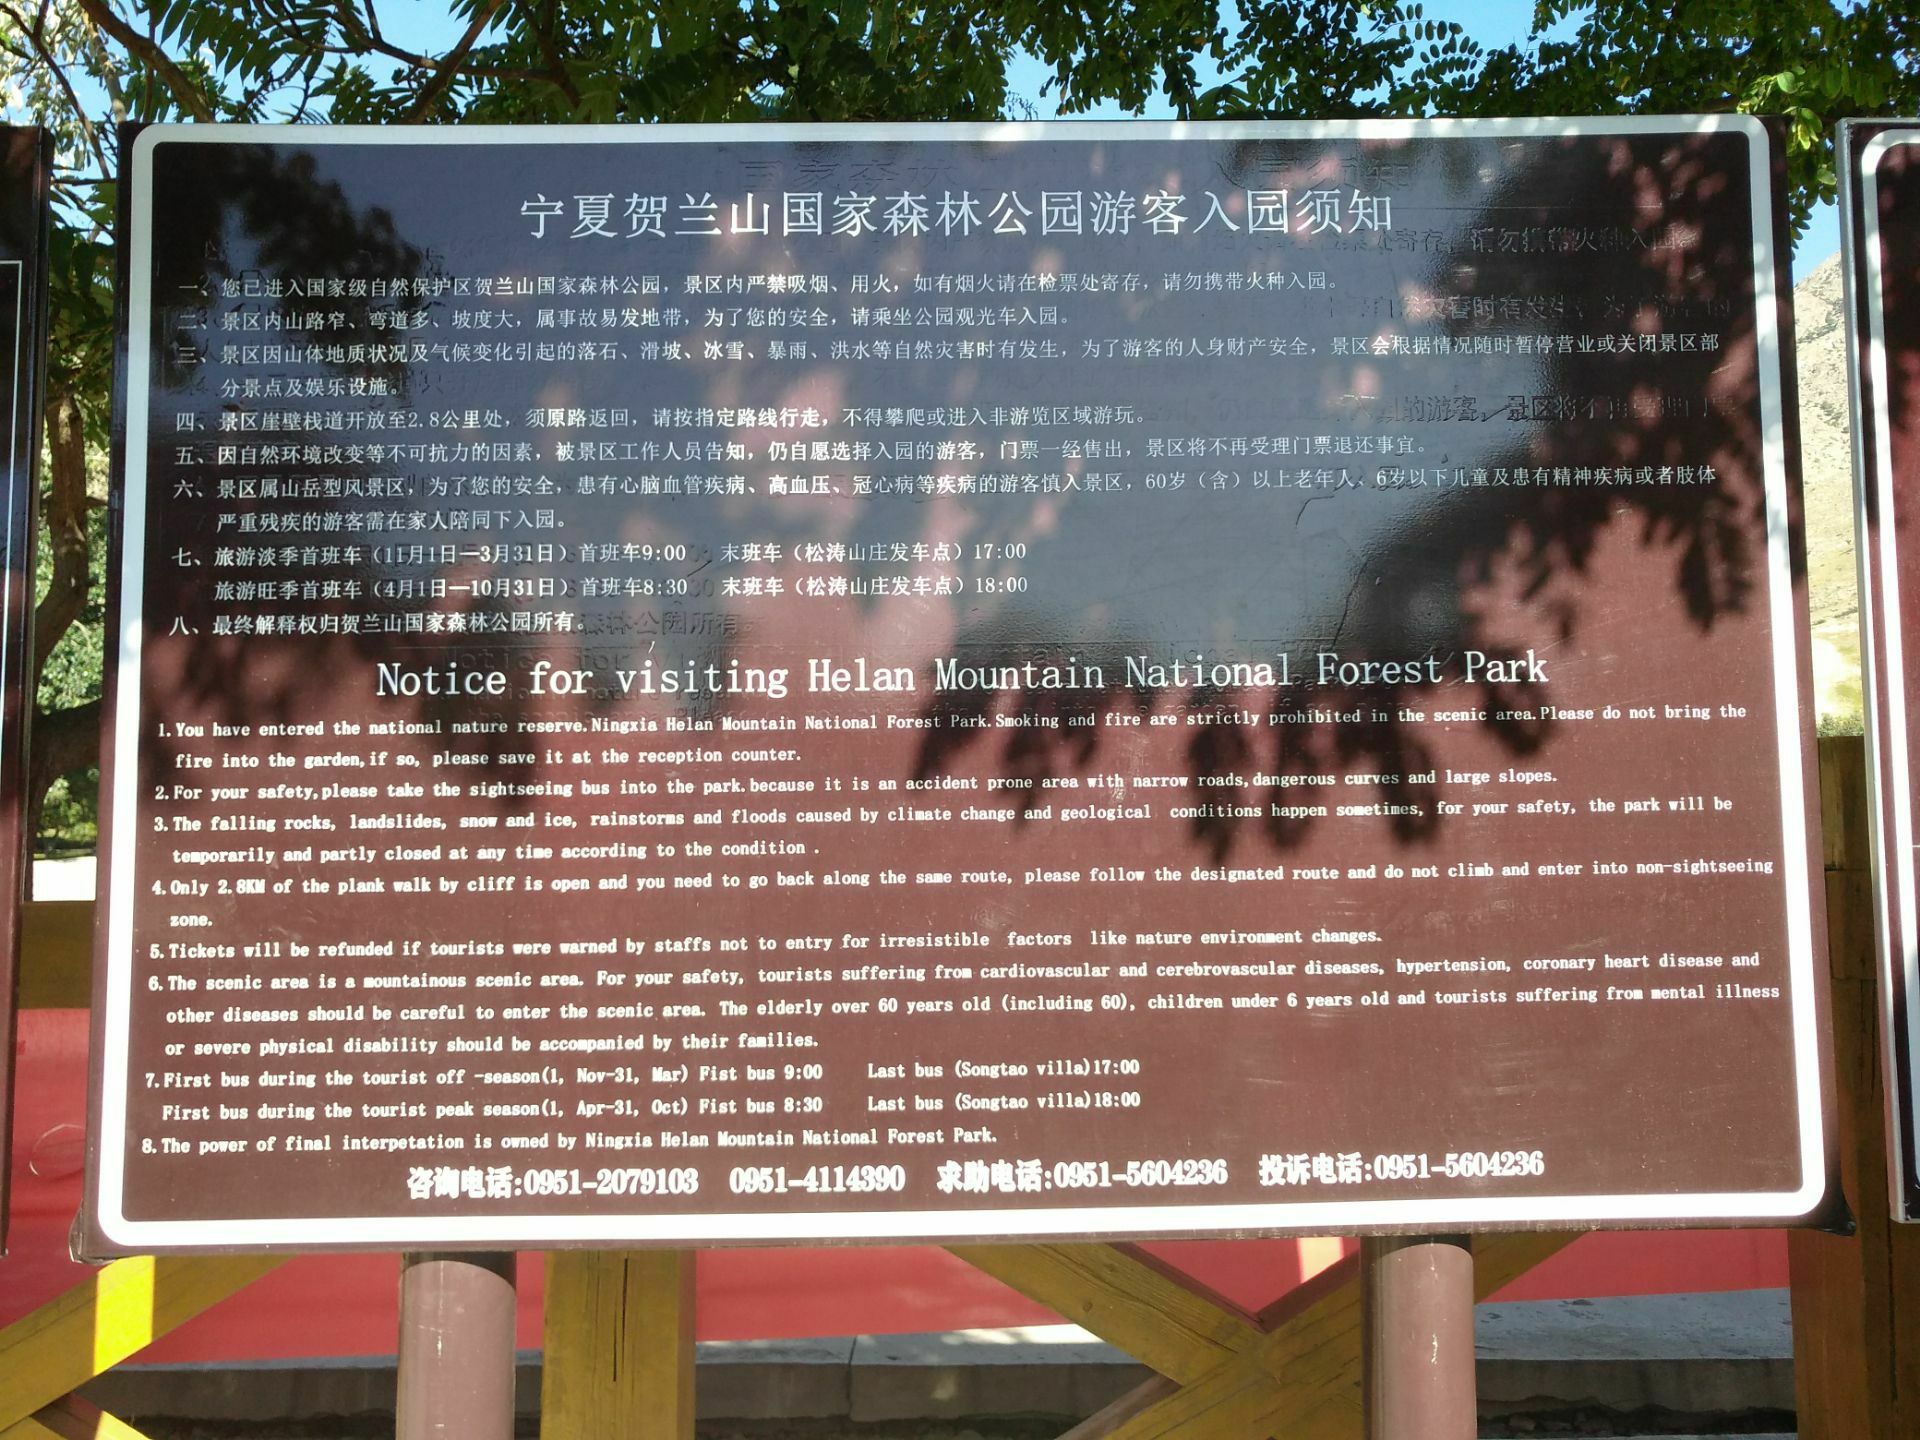 宁夏贺兰山国家森林公园游客入园须知
一、您已进入国家级自然保护区贺兰山国家森林公园，景区内严禁吸烟、用火，如有烟火请在检票处寄存，请勿携带火种入园。
二、景区内山路窄、弯道多、坡度大，属事故易发地带，为了您的安全，请乘坐公园观光车入园。
三、景区因山体地质状况及气候变化引起的落石、滑坡、冰雪、暴雨、洪水等自然灾害时有发生，为了游客的人身财产安全，景区会根据情况随时暂停营业或关闭景区部
分景点及娱乐设施。
四、景区崖壁栈道开放至2.8公里处，须原路返回，请按指定路线行走，不得攀爬或进入非游览区域游玩。
五、因自然环境改变等不可抗力的因素，被景区工作人员告知，仍自愿选择入园的游客，门票一经售出，景区将不再受理门票退还事宜。
六、景区属山岳型风景区，为了您的安全，患有心脑血管疾病、高血压、冠心病等疾病的游客慎入景区，60岁（含）以上老年人、6岁以下儿童及患有精神疾病或者肢体
严重残疾的游客需在家人陪同下入园。
七、旅游淡季首班车（11月1日—3月31日）首班车9:00 末班车（松涛山庄发车点）17:00
旅游旺季首班车（4月1日—10月31日）首班车8:30 末班车（松涛山庄发车点）18:00
八、最终解释权归贺兰山国家森林公园所有。
Notice for visiting Helan Mountain National Forest Park
1.You have entered the national nature reserve.Ningxia Helan Mountain National Forest Park.Smoking and fire are strictly prohibited in the scenic area.Please do not bring the
fire into the garden,if so, please save it at the reception counter.
2.For your safety,please take the sightseeing bus into the park.because it is an accident prone area with narrow roads,dangerous curves and large slopes.
3.The falling rocks, landslides, snow and ice, rainstorms and floods caused by climate change and geological conditions happen sometimes, for your safety, the park will be
temporarily and partly closed at any time according to the condition .
4.Only 2.8KM of the plank walk by cliff is open and you need to go back along the same route, please follow the designated route and do not climb and enter into non-sightseeing
zone.
5.Tickets will be refunded if tourists were warned by staffs not to entry for irresistible factors like nature environment changes.
6.The scenic area is a mountainous scenic area. For your safety, tourists suffering from cardiovascular and cerebrovascular diseases, hypertension, coronary heart disease and
other diseases should be careful to enter the scenic area. The elderly over 60 years old (including 60), children under 6 years old and tourists suffering from mental illness
or severe physical disability should be accompanied by their families.
7.First bus during the tourist off -season(1, Nov-31, Mar) Fist bus 9:00 Last bus (Songtao villa)17:00
First bus during the tourist peak season(1, Apr-31, Oct) Fist bus 8:30 Last bus (Songtao villa)18:00
8.The power of final interpetation is owned by Ningxia Helan Mountain National Forest Park.
咨询电话:0951-2079103 0951-4114390 求助电话:0951-5604236 投诉电话:0951-5604236